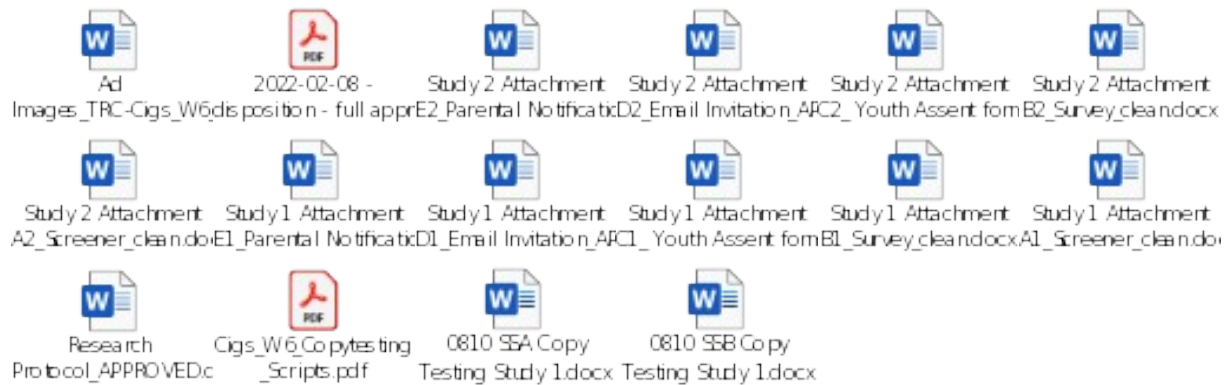 Ad 2022-02-08 - Study 2 Attachment Study 2 Attachment Study 2 Attachment Study 2 Attachment
Images_TRC-Cigs_W6 disposition - full appr E2_Parental Notificatic D2_Email Invitation_AP C2_ Youth Assent form B2_Survey_clean.docx
Study 2 Attachment Study 1 Attachment Study 1 Attachment Study 1 Attachment Study 1 Attachment Study 1 Attachment
A2_Screener_clean.do E1_Parental Notificatic D1_Email Invitation_AP C1_ Youth Assent form B1_Survey_clean.docx A1_Screener_clean.do
Research Cigs_W6_Copytesting 0810 SSA Copy 0810 SSB Copy
Protocol_APPROVED.c _Scripts.pdf Testing Study 1.docx Testing Study 1.docx